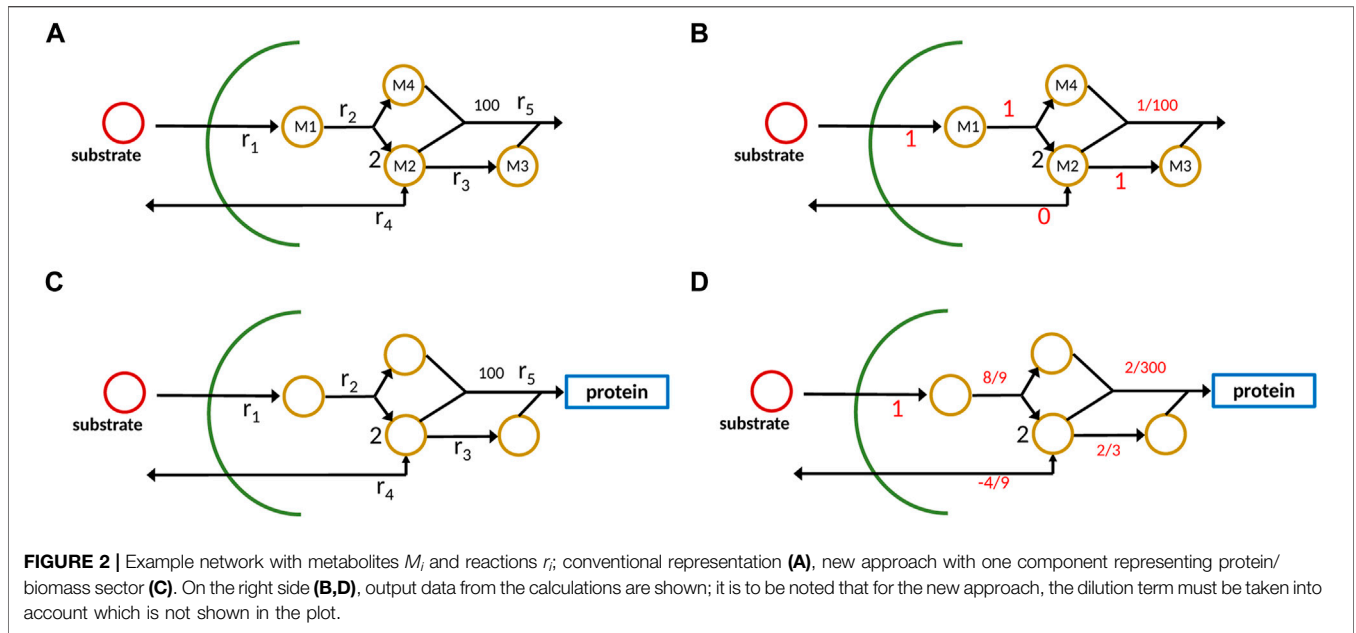 A
M4
r2
100 r5
M1
r1
substrate
2 M2
r3
M3
r4
B
M4
1
1/100
M1
1
substrate
2 M2
1
M3
0
C
r2
100 r5
protein
r1
substrate
2
r3
r4
D
8/9
2/300
protein
1
substrate
2
2/3
-4/9
FIGURE 2 | Example network with metabolites Mi and reactions ri; conventional representation (A), new approach with one component representing protein/
biomass sector (C). On the right side (B,D), output data from the calculations are shown; it is to be noted that for the new approach, the dilution term must be taken into
account which is not shown in the plot.